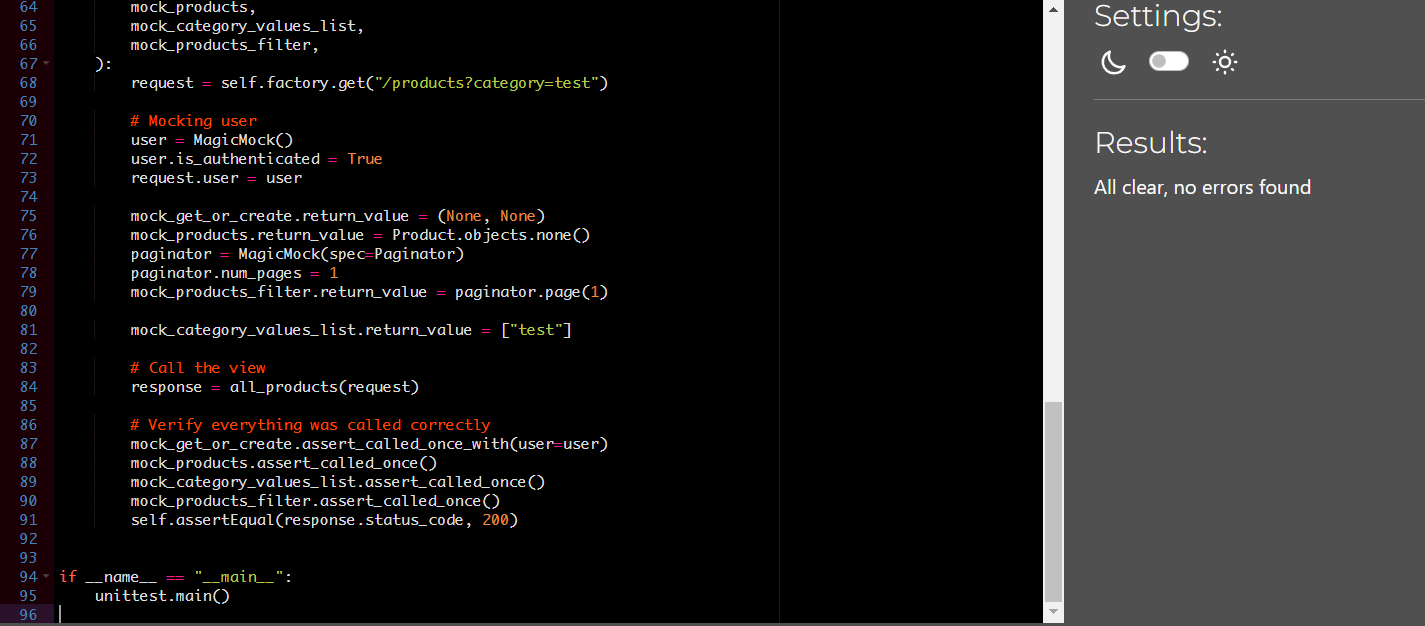 64 mock_products,
65 mock_category_values_list,
66 mock_products_filter,
67 ):
68 request = self.factory.get("/products?category=test")
69
70 # Mocking user
71 user = MagicMock()
72 user.is_authenticated = True
73 request.user = user
74
75 mock_get_or_create.return_value = (None, None)
76 mock_products.return_value = Product.objects.none()
77 paginator = MagicMock(spec=Paginator)
78 paginator.num_pages = 1
79 mock_products_filter.return_value = paginator.page(1)
80
81 mock_category_values_list.return_value = ["test"]
82
83 # Call the view
84 response = all_products(request)
85
86 # Verify everything was called correctly
87 mock_get_or_create.assert_called_once_with(user=user)
88 mock_products.assert_called_once()
89 mock_category_values_list.assert_called_once()
90 mock_products_filter.assert_called_once()
91 self.assertEqual(response.status_code, 200)
92
93
94 if __name__ == "__main__":
95 unittest.main()
96
Settings:
Results:
All clear, no errors found